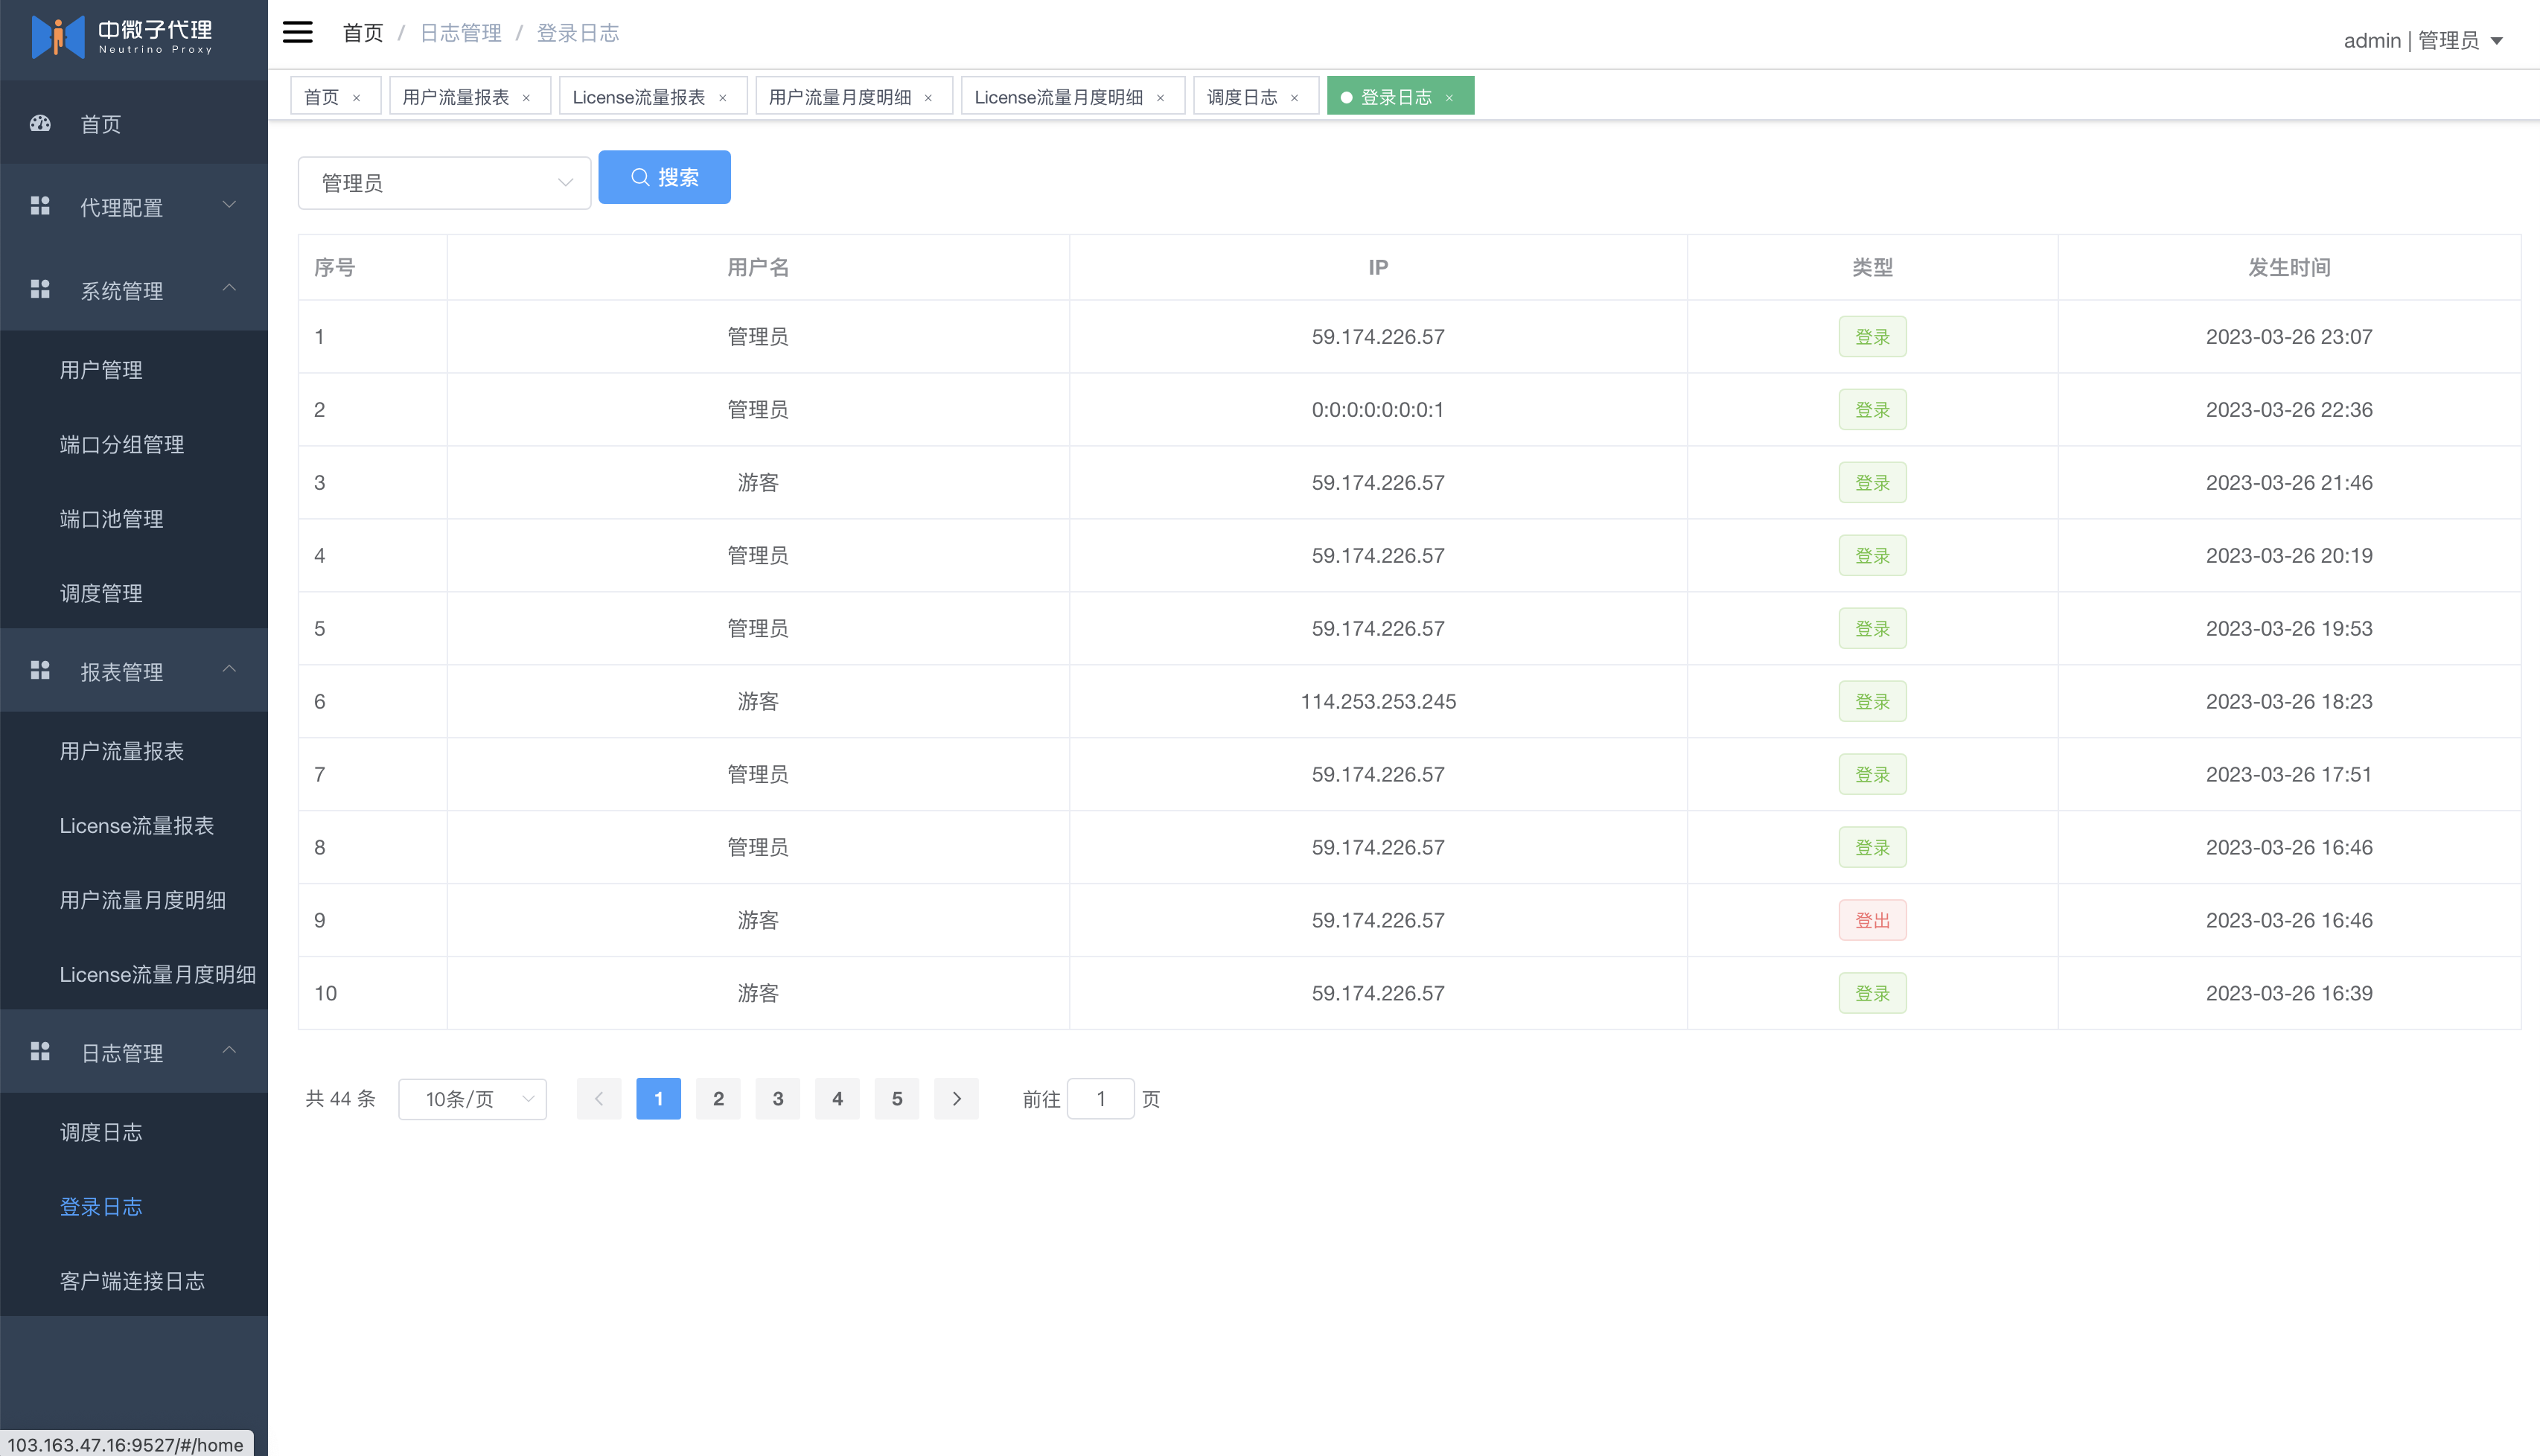 中微子代理
Neutrino Proxy
首页 / 日志管理 / 登录日志
admin | 管理员
首页 ×
用户流量报表 ×
License流量报表 ×
用户流量月度明细 ×
License流量月度明细 ×
调度日志 ×
登录日志 ×
首页
代理配置
系统管理
用户管理
端口分组管理
端口池管理
调度管理
报表管理
用户流量报表
License流量报表
用户流量月度明细
License流量月度明细
日志管理
调度日志
登录日志
客户端连接日志
管理员
搜索
序号 用户名 IP 类型 发生时间
1 管理员 59.174.226.57 登录 2023-03-26 23:07
2 管理员 0:0:0:0:0:0:0:1 登录 2023-03-26 22:36
3 游客 59.174.226.57 登录 2023-03-26 21:46
4 管理员 59.174.226.57 登录 2023-03-26 20:19
5 管理员 59.174.226.57 登录 2023-03-26 19:53
6 游客 114.253.253.245 登录 2023-03-26 18:23
7 管理员 59.174.226.57 登录 2023-03-26 17:51
8 管理员 59.174.226.57 登录 2023-03-26 16:46
9 游客 59.174.226.57 登出 2023-03-26 16:46
10 游客 59.174.226.57 登录 2023-03-26 16:39
共 44 条 10条/页 1 2 3 4 5 前往 1 页
103.163.47.16:9527/#/home